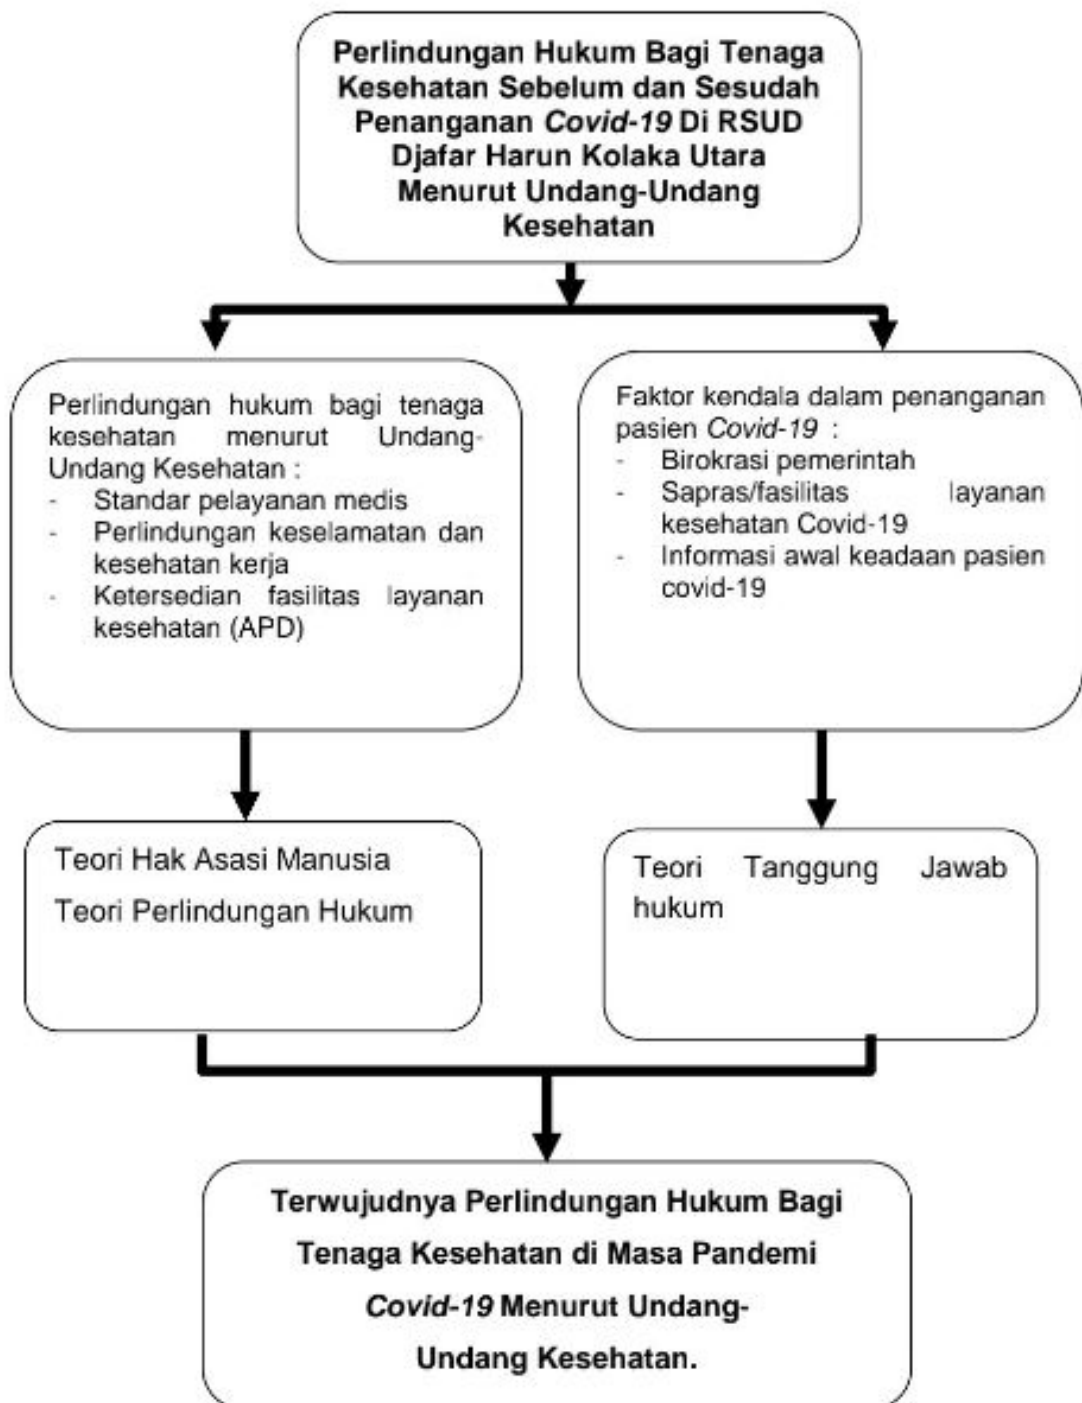 Perlindungan Hukum Bagi Tenaga
Kesehatan Sebelum dan Sesudah
Penanganan Covid-19 Di RSUD
Djafar Harun Kolaka Utara
Menurut Undang-Undang
Kesehatan
Perlindungan hukum bagi tenaga
kesehatan menurut Undang-
Undang Kesehatan :
- Standar pelayanan medis
- Perlindungan keselamatan dan
kesehatan kerja
- Ketersedian fasilitas layanan
kesehatan (APD)
Faktor kendala dalam penanganan
pasien Covid-19 :
- Birokrasi pemerintah
- Sapras/fasilitas layanan
kesehatan Covid-19
- Informasi awal keadaan pasien
covid-19
Teori Hak Asasi Manusia
Teori Perlindungan Hukum
Teori Tanggung Jawab
hukum
Terwujudnya Perlindungan Hukum Bagi
Tenaga Kesehatan di Masa Pandemi
Covid-19 Menurut Undang-
Undang Kesehatan.